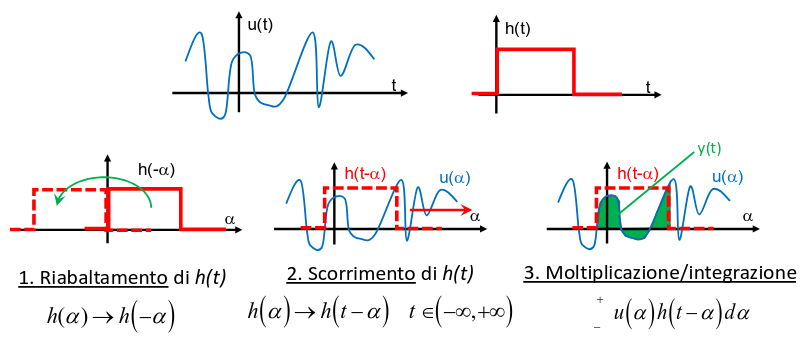 u(t)
t
h(t)
t
h(-α)
α
h(t-α)
u(α)
α
y(t)
h(t-α)
u(α)
α
1. Riabaltamento di h(t)
2. Scorrimento di h(t)
3. Moltiplicazione/integrazione
h(α) → h(-α)
h(α) → h(t-α) t ∈ (-∞,+∞)
+
− u(α)h(t-α)dα